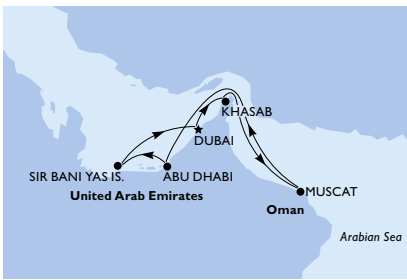 KHASAB
DUBAI
SIR BANI YAS IS.
ABU DHABI
United Arab Emirates
MUSCAT
Oman
Arabian Sea